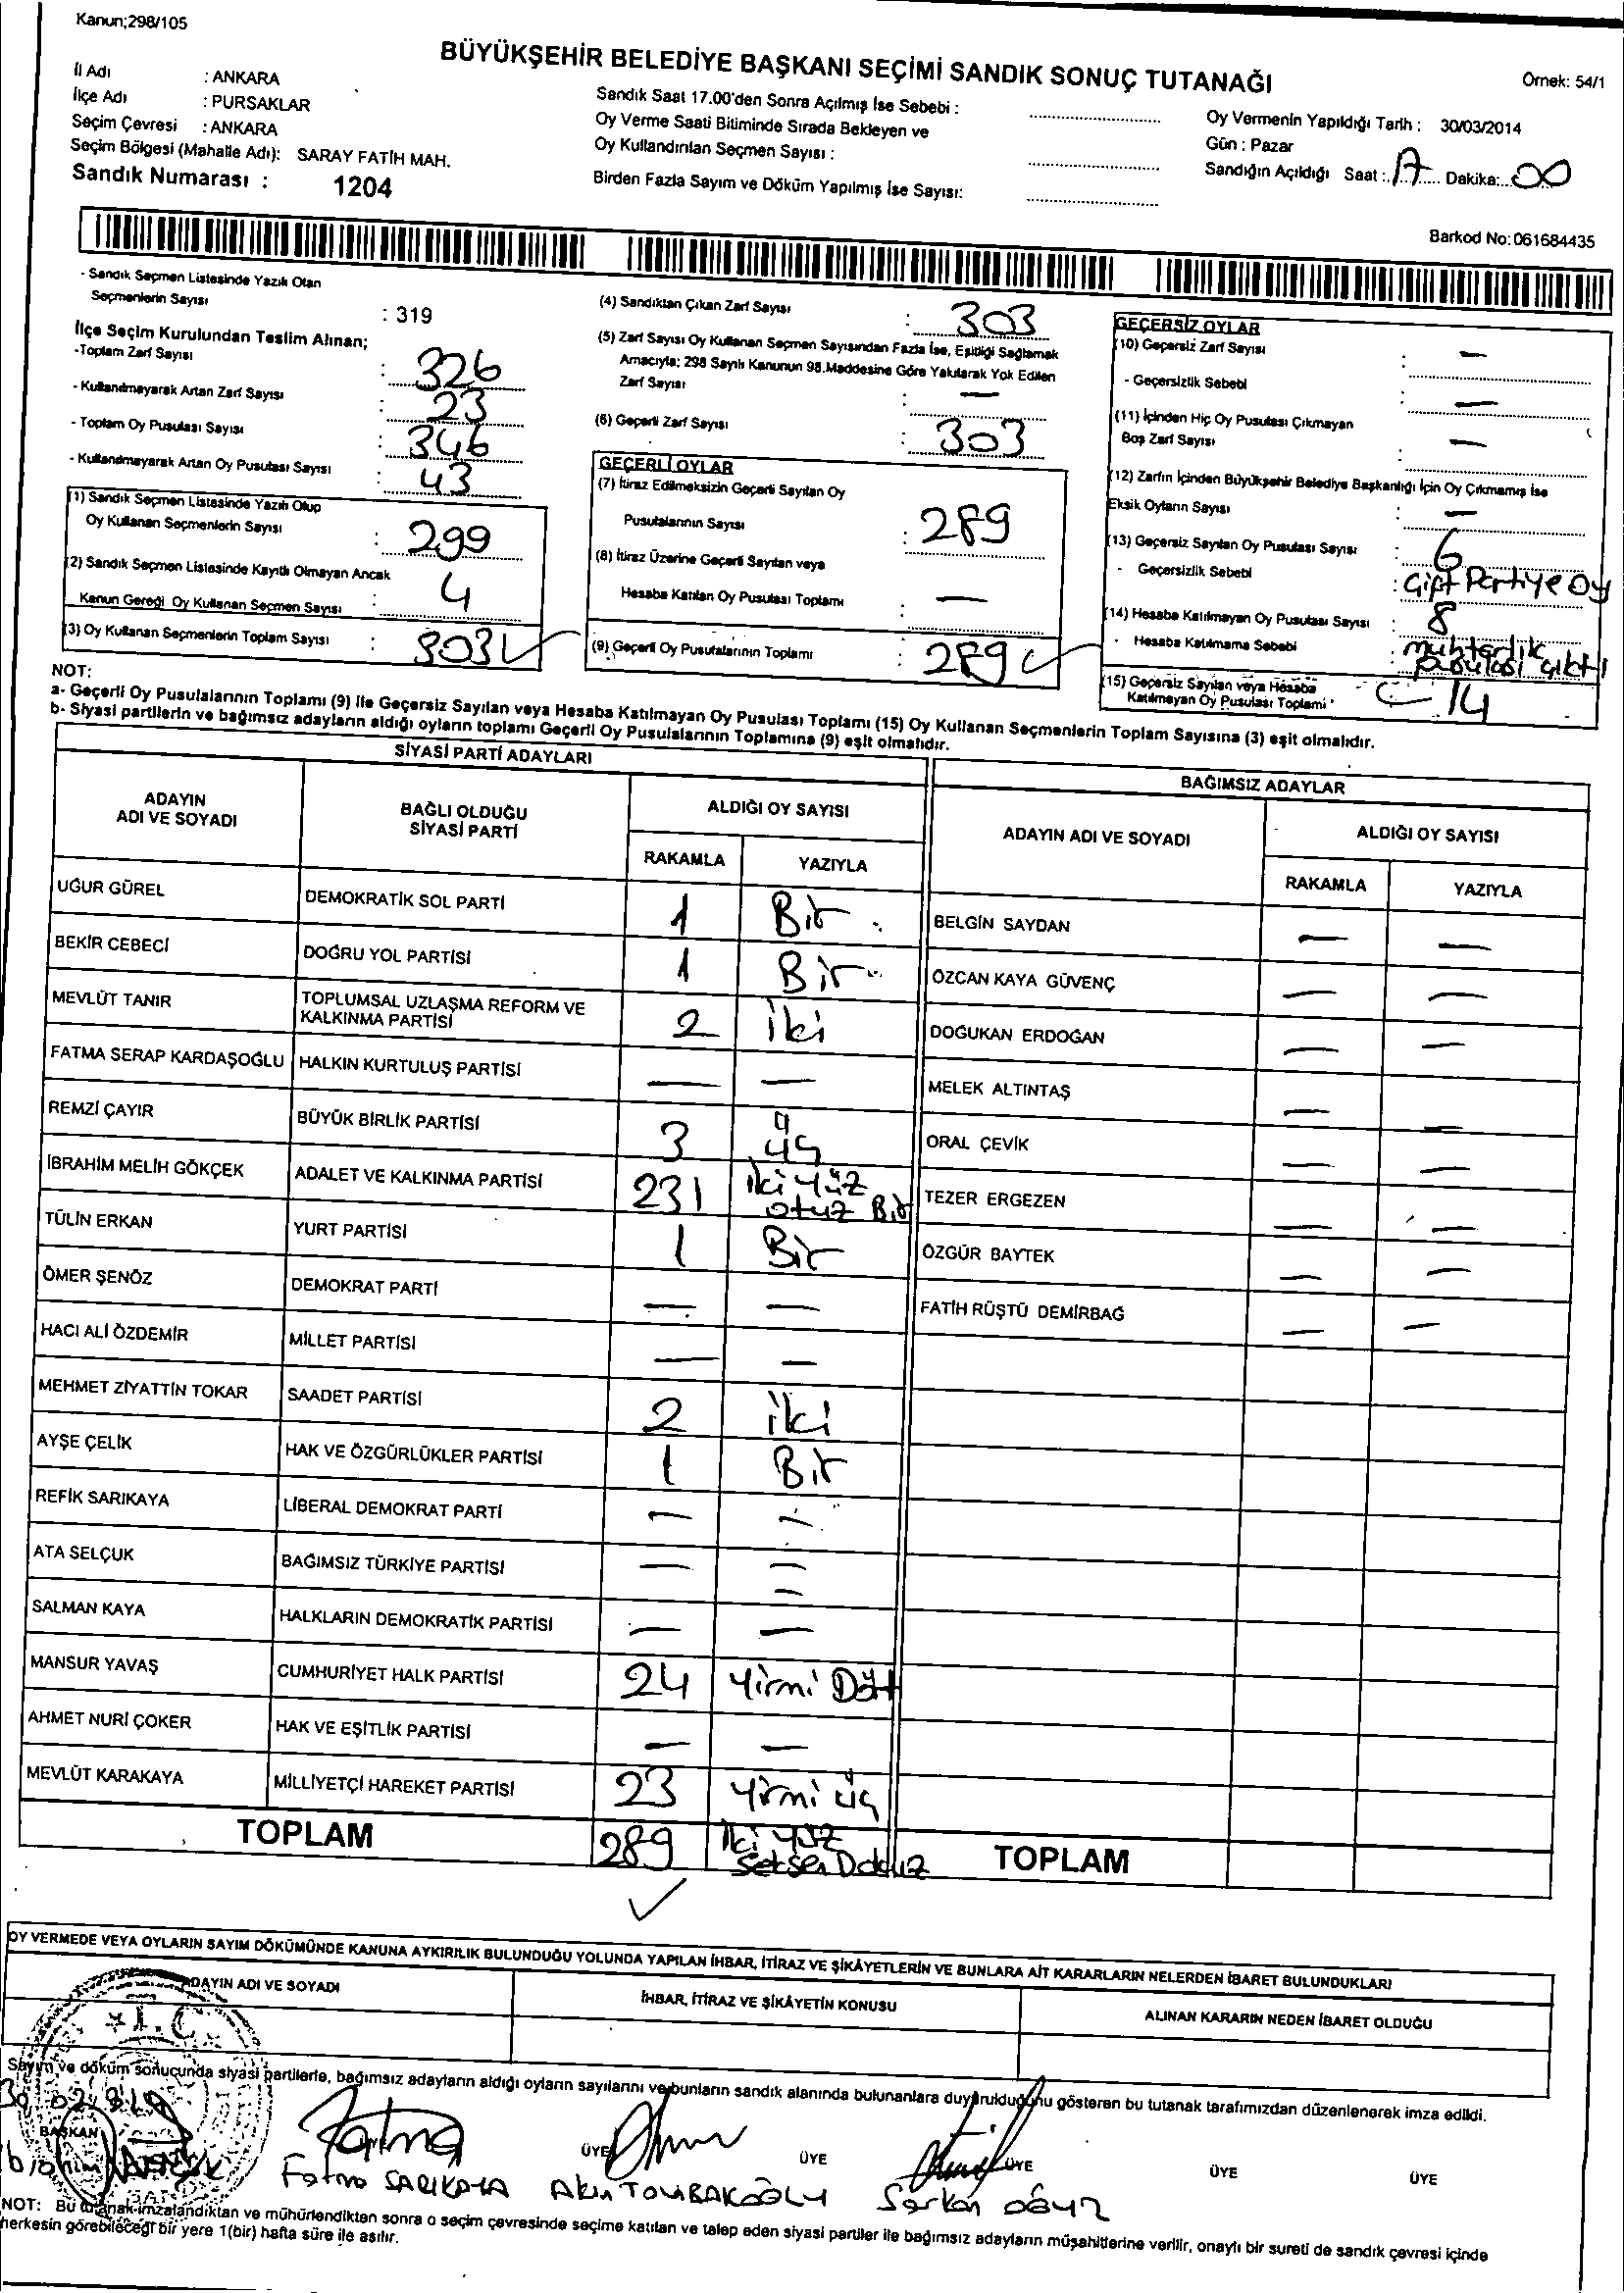 Kanun;298/105
BÜYÜKŞEHİR BELEDİYE BAŞKANI SEÇİMİ SANDIK SONUÇ TUTANAĞI
Örnek: 54/1
İl Adı : ANKARA
İlçe Adı : PURSAKLAR
Seçim Çevresi : ANKARA
Seçim Bölgesi (Mahalle Adı): SARAY FATİH MAH.
Sandık Numarası : 1204
Sandık Saat 17.00'den Sonra Açılmış İse Sebebi :
Oy Verme Saati Bitiminde Sırada Bekleyen ve
Oy Kullandırılan Seçmen Sayısı :
Birden Fazla Sayım ve Döküm Yapılmış İse Sayısı:
Oy Vermenin Yapıldığı Tarih : 30/03/2014
Gün : Pazar
Sandığın Açıldığı Saat : 17 Dakika: 00
Barkod No: 061684435
- Sandık Seçmen Listesinde Yazılı Olan
Seçmenlerin Sayısı : 319
İlçe Seçim Kurulundan Teslim Alınan;
-Toplam Zarf Sayısı : 326
- Kullanılmayarak Artan Zarf Sayısı : 23
- Toplam Oy Pusulası Sayısı : 346
- Kullanılmayarak Artan Oy Pusulası Sayısı : 43
(1) Sandık Seçmen Listesinde Yazılı Olup
Oy Kullanan Seçmenlerin Sayısı : 299
(2) Sandık Seçmen Listesinde Kayıtlı Olmayan Ancak
Kanun Gereği Oy Kullanan Seçmen Sayısı : 4
(3) Oy Kullanan Seçmenlerin Toplam Sayısı : 303
(4) Sandıktan Çıkan Zarf Sayısı : 303
(5) Zarf Sayısı Oy Kullanan Seçmen Sayısından Fazla İse, Eşitliği Sağlamak
Amacıyla; 298 Sayılı Kanunun 98.Maddesine Göre Yakılarak Yok Edilen
Zarf Sayısı : —
(6) Geçerli Zarf Sayısı : 303
GEÇERLİ OYLAR
(7) İtiraz Edilmeksizin Geçerli Sayılan Oy
Pusulalarının Sayısı : 289
(8) İtiraz Üzerine Geçerli Sayılan veya
Hesaba Katılan Oy Pusulası Toplamı : —
(9) Geçerli Oy Pusulalarının Toplamı : 289
GEÇERSİZ OYLAR
(10) Geçersiz Zarf Sayısı : —
- Geçersizlik Sebebi : —
(11) İçinden Hiç Oy Pusulası Çıkmayan
Boş Zarf Sayısı : —
(12) Zarfın İçinden Büyükşehir Belediye Başkanlığı İçin Oy Çıkmamış İse
Eksik Oyların Sayısı : —
(13) Geçersiz Sayılan Oy Pusulası Sayısı : 6
- Geçersizlik Sebebi : Çift Partiye Oy
(14) Hesaba Katılmayan Oy Pusulası Sayısı : 8
- Hesaba Katılmama Sebebi : muhtarlık
pusulası çıktı
(15) Geçersiz Sayılan veya Hesaba
Katılmayan Oy Pusulası Toplamı : 14
NOT:
a- Geçerli Oy Pusulalarının Toplamı (9) ile Geçersiz Sayılan veya Hesaba Katılmayan Oy Pusulası Toplamı (15) Oy Kullanan Seçmenlerin Toplam Sayısına (3) eşit olmalıdır.
b- Siyasi partilerin ve bağımsız adayların aldığı oyların toplamı Geçerli Oy Pusulalarının Toplamına (9) eşit olmalıdır.
SİYASİ PARTİ ADAYLARI
ADAYIN ADI VE SOYADI
BAĞLI OLDUĞU SİYASİ PARTİ
ALDIĞI OY SAYISI
RAKAMLA YAZIYLA
UĞUR GÜREL DEMOKRATİK SOL PARTİ 1 Bir
BEKİR CEBECİ DOĞRU YOL PARTİSİ 1 Bir
MEVLÜT TANIR TOPLUMSAL UZLAŞMA REFORM VE KALKINMA PARTİSİ 2 iki
FATMA SERAP KARDAŞOĞLU HALKIN KURTULUŞ PARTİSİ — —
REMZİ ÇAYIR BÜYÜK BİRLİK PARTİSİ 3 üç
İBRAHİM MELİH GÖKÇEK ADALET VE KALKINMA PARTİSİ 231 iki yüz otuz Bir
TÜLİN ERKAN YURT PARTİSİ 1 Bir
ÖMER ŞENÖZ DEMOKRAT PARTİ — —
HACI ALİ ÖZDEMİR MİLLET PARTİSİ — —
MEHMET ZİYATTİN TOKAR SAADET PARTİSİ 2 iki
AYŞE ÇELİK HAK VE ÖZGÜRLÜKLER PARTİSİ 1 Bir
REFİK SARIKAYA LİBERAL DEMOKRAT PARTİ — —
ATA SELÇUK BAĞIMSIZ TÜRKİYE PARTİSİ — —
SALMAN KAYA HALKLARIN DEMOKRATİK PARTİSİ — —
MANSUR YAVAŞ CUMHURİYET HALK PARTİSİ 24 Yirmi Dört
AHMET NURİ ÇOKER HAK VE EŞİTLİK PARTİSİ — —
MEVLÜT KARAKAYA MİLLİYETÇİ HAREKET PARTİSİ 23 Yirmi üç
TOPLAM 289 İki yüz Seksen Dokuz
BAĞIMSIZ ADAYLAR
ADAYIN ADI VE SOYADI
ALDIĞI OY SAYISI
RAKAMLA YAZIYLA
BELGİN SAYDAN — —
ÖZCAN KAYA GÜVENÇ — —
DOĞUKAN ERDOĞAN — —
MELEK ALTINTAŞ — —
ORAL ÇEVİK — —
TEZER ERGEZEN — —
ÖZGÜR BAYTEK — —
FATİH RÜŞTÜ DEMİRBAĞ — —
TOPLAM
OY VERMEDE VEYA OYLARIN SAYIM DÖKÜMÜNDE KANUNA AYKIRILIK BULUNDUĞU YOLUNDA YAPILAN İHBAR, İTİRAZ VE ŞİKÂYETLERİN VE BUNLARA AİT KARARLARIN NELERDEN İBARET BULUNDUKLARI
ADAYIN ADI VE SOYADI
İHBAR, İTİRAZ VE ŞİKÂYETİN KONUSU
ALINAN KARARIN NEDEN İBARET OLDUĞU
T.C.
Sayım ve döküm sonucunda siyasi partilerle, bağımsız adayların aldığı oyların sayılarını ve bunların sandık alanında bulunanlara duyurulduğunu gösteren bu tutanak tarafımızdan düzenlenerek imza edildi.
BAŞKAN ÜYE ÜYE ÜYE ÜYE ÜYE
Fatma
Fatma SARIKAYA
Serkan OĞUZ
NOT: Bu tutanak imzalandıktan ve mühürlendikten sonra o seçim çevresinde seçime katılan ve talep eden siyasi partiler ile bağımsız adayların müşahitlerine verilir, onaylı bir sureti de sandık çevresi içinde
herkesin görebileceği bir yere 1(bir) hafta süre ile asılır.